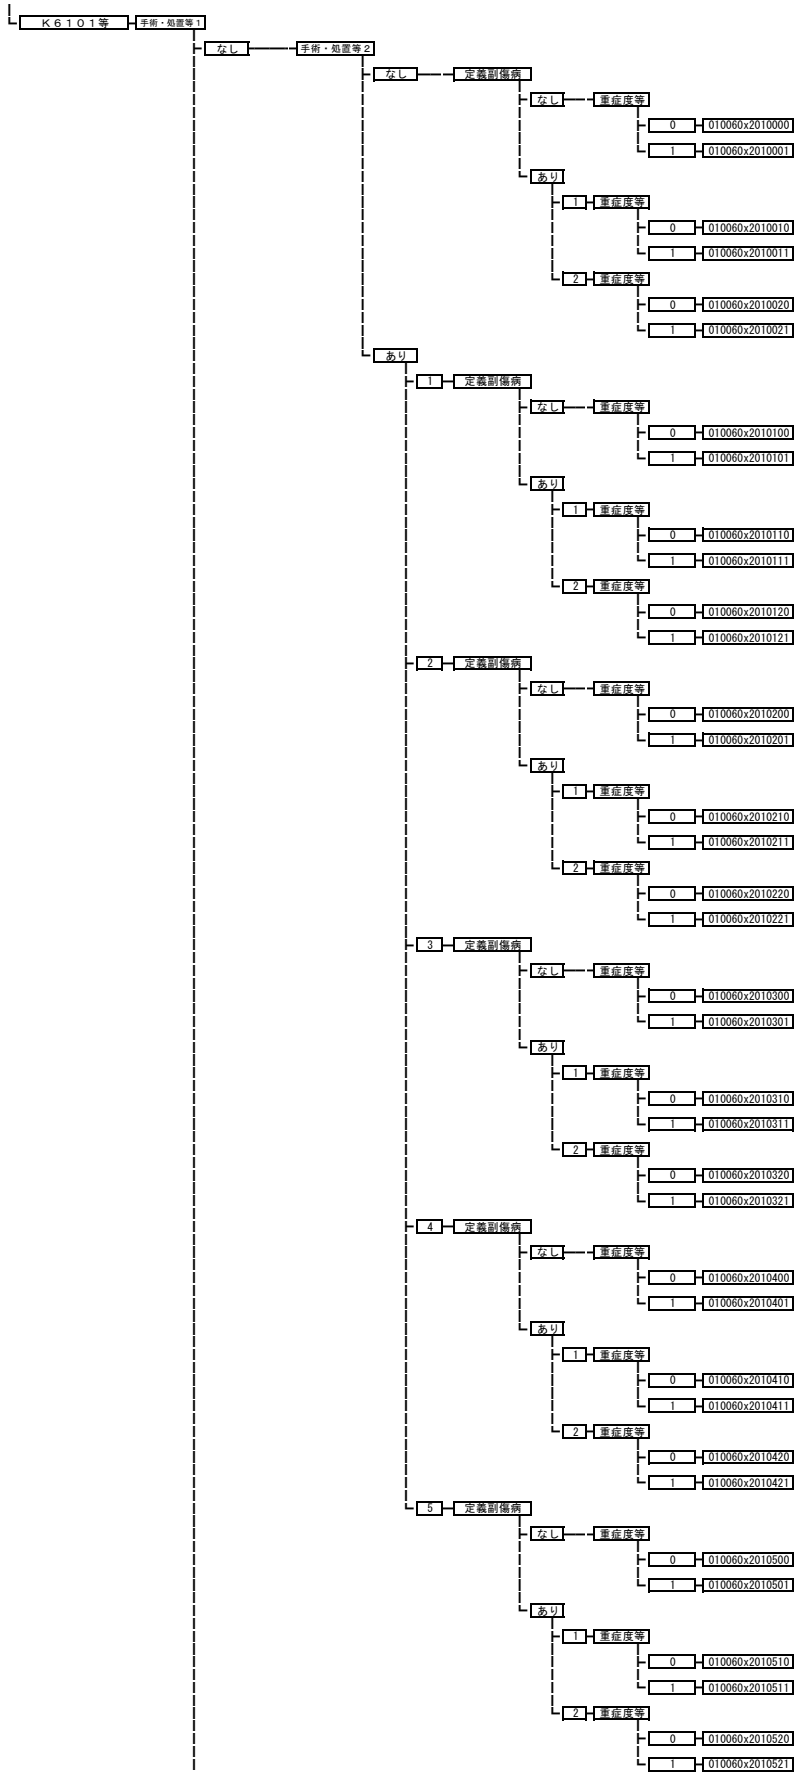 Ｋ６１０１等 手術・処置等１
なし 手術・処置等２
なし 定義副傷病
なし 重症度等
0 010060x2010000
1 010060x2010001
あり
1 重症度等
0 010060x2010010
1 010060x2010011
2 重症度等
0 010060x2010020
1 010060x2010021
あり
1 定義副傷病
なし 重症度等
0 010060x2010100
1 010060x2010101
あり
1 重症度等
0 010060x2010110
1 010060x2010111
2 重症度等
0 010060x2010120
1 010060x2010121
2 定義副傷病
なし 重症度等
0 010060x2010200
1 010060x2010201
あり
1 重症度等
0 010060x2010210
1 010060x2010211
2 重症度等
0 010060x2010220
1 010060x2010221
3 定義副傷病
なし 重症度等
0 010060x2010300
1 010060x2010301
あり
1 重症度等
0 010060x2010310
1 010060x2010311
2 重症度等
0 010060x2010320
1 010060x2010321
4 定義副傷病
なし 重症度等
0 010060x2010400
1 010060x2010401
あり
1 重症度等
0 010060x2010410
1 010060x2010411
2 重症度等
0 010060x2010420
1 010060x2010421
5 定義副傷病
なし 重症度等
0 010060x2010500
1 010060x2010501
あり
1 重症度等
0 010060x2010510
1 010060x2010511
2 重症度等
0 010060x2010520
1 010060x2010521